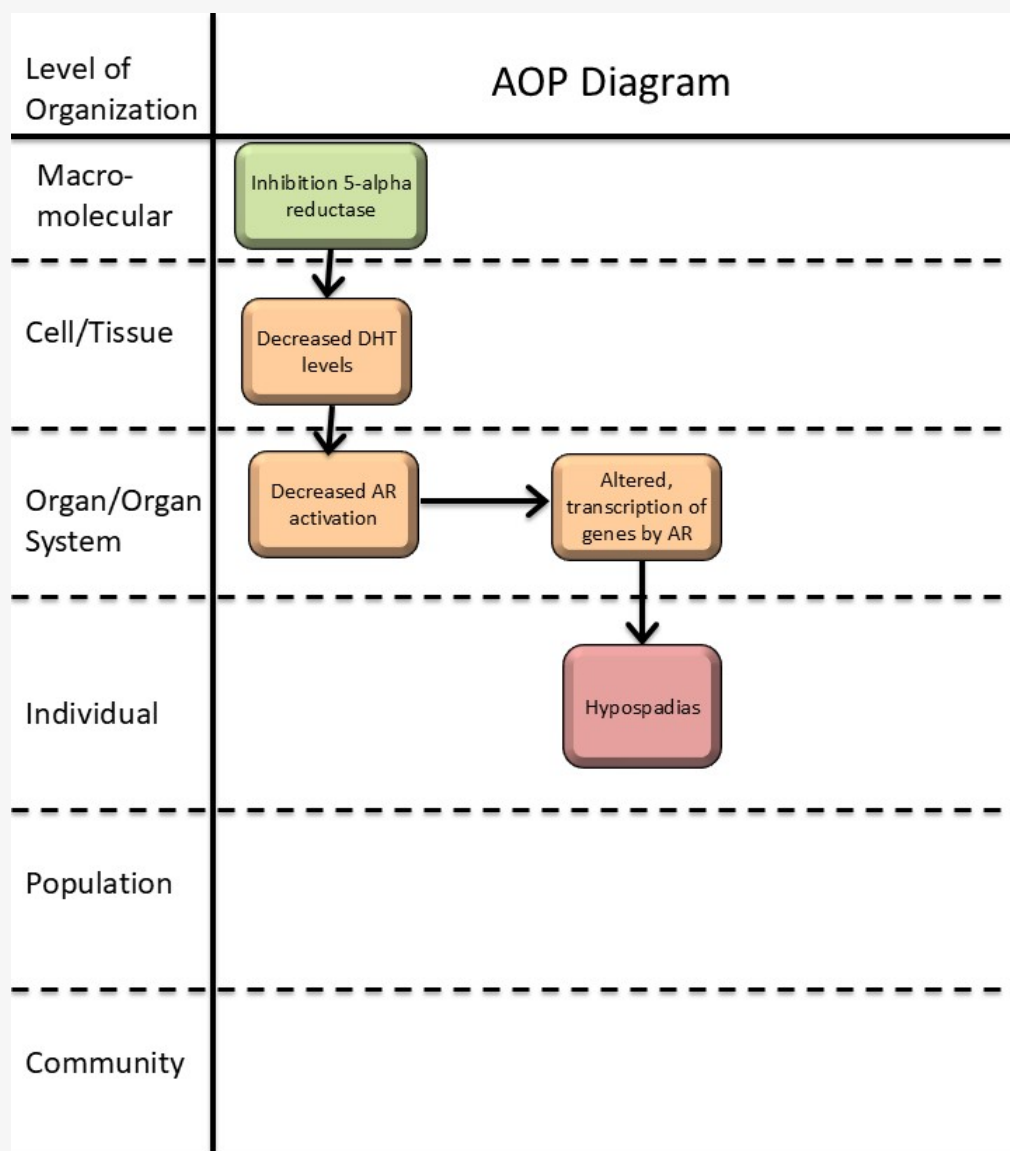 Level of
Organization
AOP Diagram
Macro-
molecular
Inhibition 5-alpha
reductase
Cell/Tissue
Decreased DHT
levels
Organ/Organ
System
Decreased AR
activation
Altered,
transcription of
genes by AR
Individual
Hypospadias
Population
Community